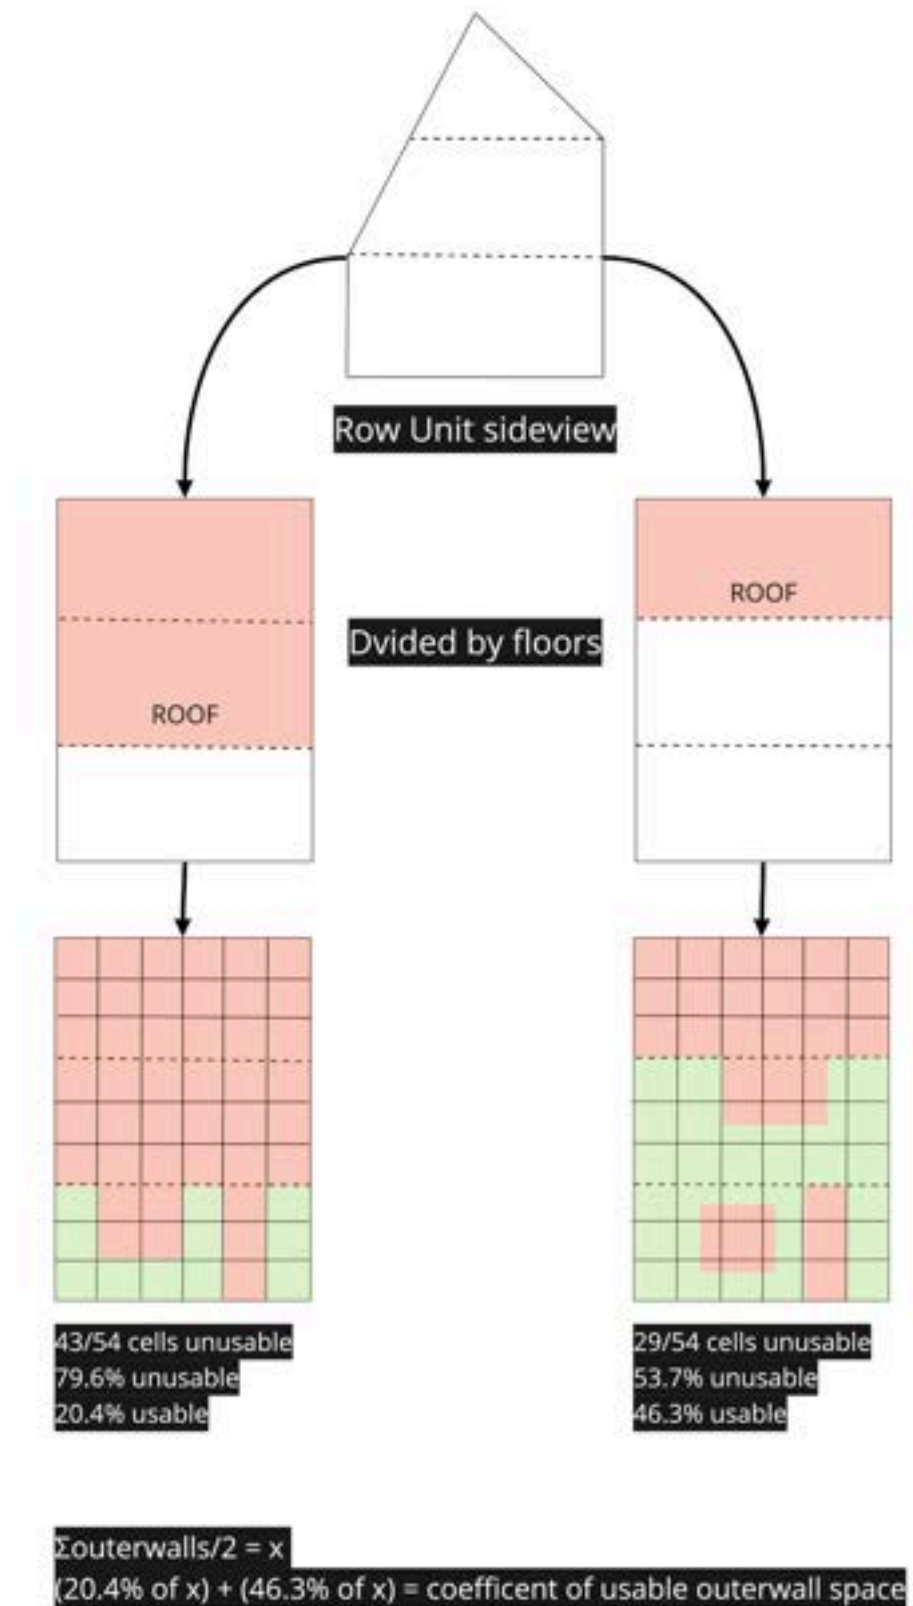 Row Unit sideview
ROOF
Dvided by floors
ROOF
43/54 cells unusable
79.6% unusable
20.4% usable
29/54 cells unusable
53.7% unusable
46.3% usable
Σouterwalls/2 = x
(20.4% of x) + (46.3% of x) = coefficent of usable outerwall space